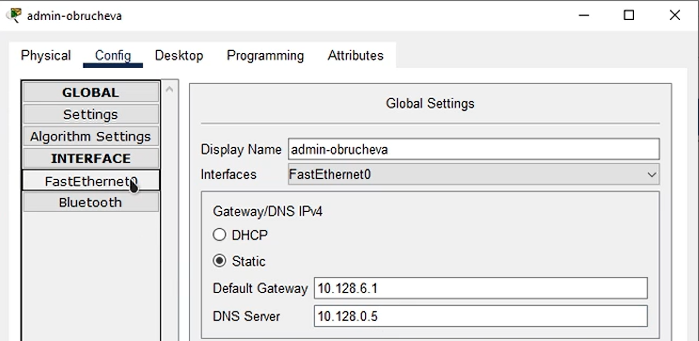 admin-obrucheva
Physical Config Desktop Programming Attributes
GLOBAL
Settings
Algorithm Settings
INTERFACE
FastEthernet0
Bluetooth
Global Settings
Display Name admin-obrucheva
Interfaces FastEthernet0
Gateway/DNS IPv4
DHCP
Static
Default Gateway 10.128.6.1
DNS Server 10.128.0.5